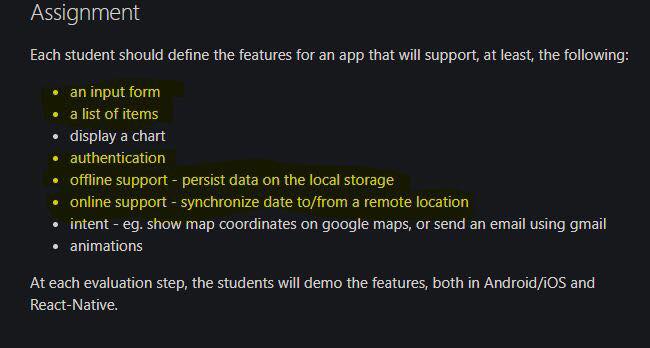 Assignment
Each student should define the features for an app that will support, at least, the following:
• an input form
• a list of items
• display a chart
• authentication
• offline support - persist data on the local storage
• online support - synchronize date to/from a remote location
• intent - eg. show map coordinates on google maps, or send an email using gmail
• animations
At each evaluation step, the students will demo the features, both in Android/iOS and
React-Native.